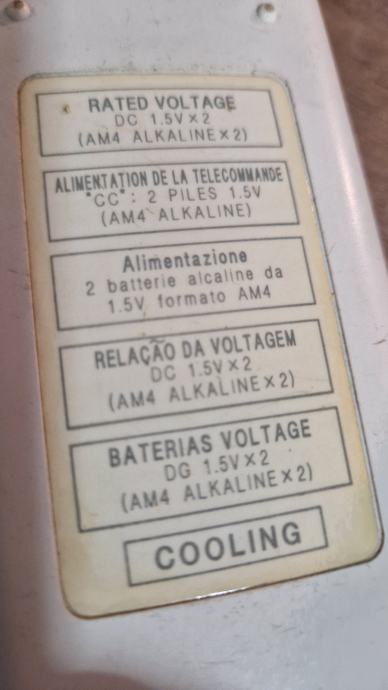 RATED VOLTAGE
DC 1.5V×2
(AM4 ALKALINE×2)
ALIMENTATION DE LA TELECOMMANDE
"CC": 2 PILES 1.5V
(AM4 ALKALINE)
Alimentazione
2 batterie alcaline da
1.5V formato AM4
RELAÇÃO DA VOLTAGEM
DC 1.5V×2
(AM4 ALKALINE×2)
BATERIAS VOLTAGE
DG 1.5V×2
(AM4 ALKALINE×2)
COOLING